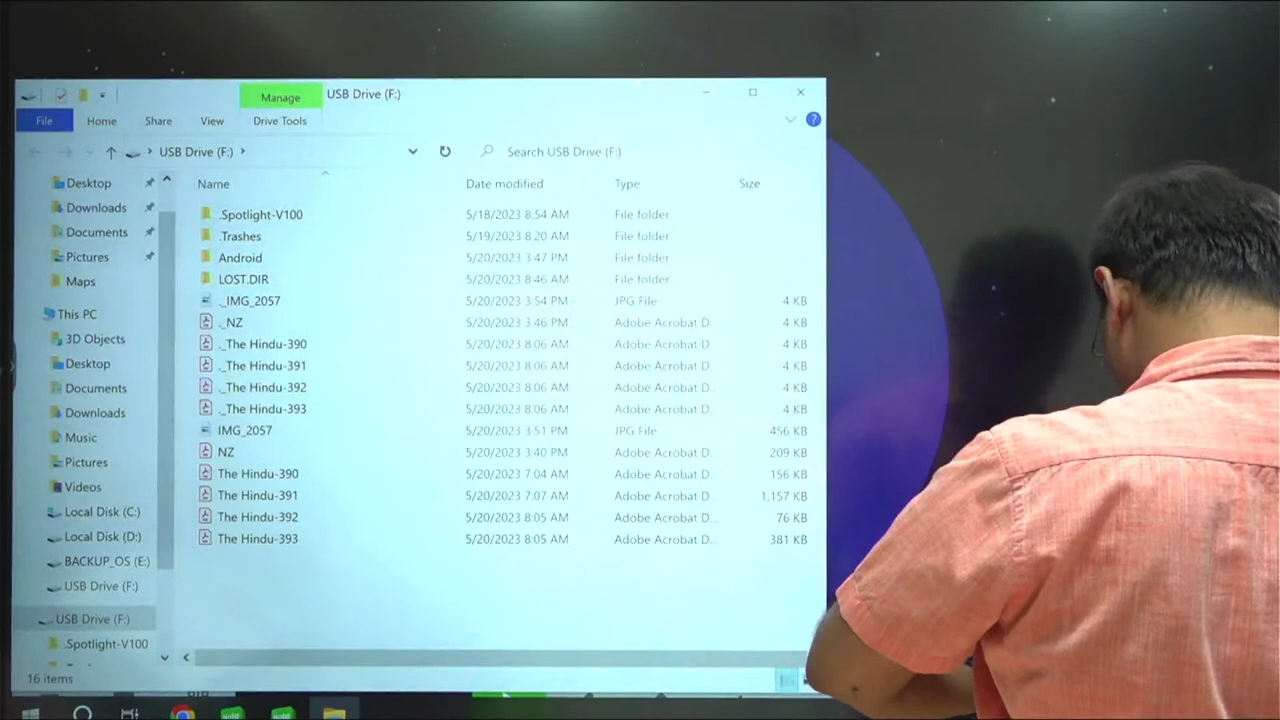 Manage USB Drive (F:)
File Home Share View Drive Tools ?
USB Drive (F:) Search USB Drive (F:)
Name Date modified Type Size
.Spotlight-V100 5/18/2023 8:54 AM File folder
.Trashes 5/19/2023 8:20 AM File folder
Android 5/20/2023 3:47 PM File folder
LOST.DIR 5/20/2023 8:46 AM File folder
._IMG_2057 5/20/2023 3:54 PM JPG File 4 KB
._NZ 5/20/2023 3:46 PM Adobe Acrobat D... 4 KB
._The Hindu-390 5/20/2023 8:06 AM Adobe Acrobat D... 4 KB
._The Hindu-391 5/20/2023 8:06 AM Adobe Acrobat D... 4 KB
._The Hindu-392 5/20/2023 8:06 AM Adobe Acrobat D... 4 KB
._The Hindu-393 5/20/2023 8:06 AM Adobe Acrobat D... 4 KB
IMG_2057 5/20/2023 3:51 PM JPG File 456 KB
NZ 5/20/2023 3:40 PM Adobe Acrobat D... 209 KB
The Hindu-390 5/20/2023 7:04 AM Adobe Acrobat D... 156 KB
The Hindu-391 5/20/2023 7:07 AM Adobe Acrobat D... 1,157 KB
The Hindu-392 5/20/2023 8:05 AM Adobe Acrobat D... 76 KB
The Hindu-393 5/20/2023 8:05 AM Adobe Acrobat D... 381 KB
Desktop
Downloads
Documents
Pictures
Maps
This PC
3D Objects
Desktop
Documents
Downloads
Music
Pictures
Videos
Local Disk (C:)
Local Disk (D:)
BACKUP_OS (E:)
USB Drive (F:)
USB Drive (F:)
.Spotlight-V100
16 items